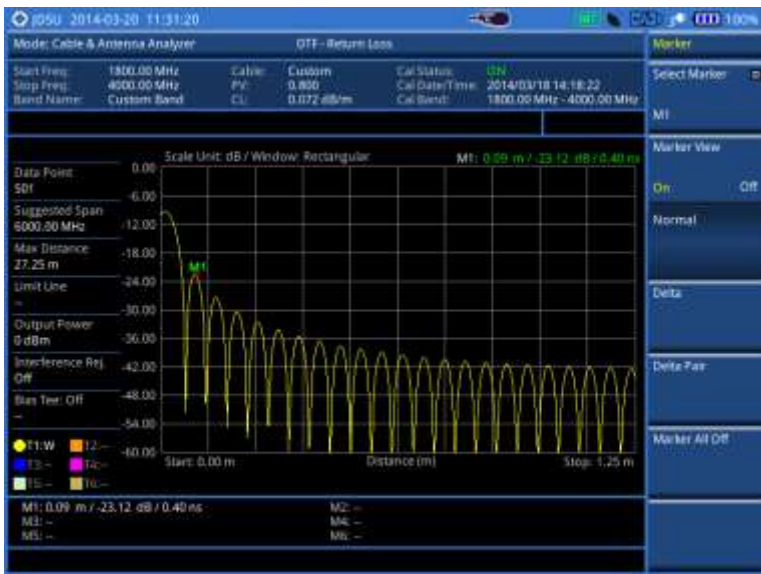 JDSU 2014-03-20 11:31:20
100%
Mode: Cable & Antenna Analyzer
DTF - Return Loss
Marker
Start Freq: 1800.00 MHz
Cable: Custom
Cal Status: ON
Stop Freq: 4000.00 MHz
PV: 0.800
Cal Date/Time: 2014/03/18 14:18:22
Band Name: Custom Band
CL: 0.072 dB/m
Cal Band: 1800.00 MHz - 4000.00 MHz
Select Marker
M1
Scale Unit: dB / Window: Rectangular
M1: 0.09 m / -23.12 dB / 0.40 ns
Marker View
On Off
Data Point
501
Suggested Span
6000.00 MHz
Max Distance
27.25 m
Limit Line
--
Output Power
0 dBm
Interference Rej.
Off
Bias Tee: Off
--
0.00
-6.00
-12.00
-18.00
-24.00
-30.00
-36.00
-42.00
-48.00
-54.00
-60.00
M1
Normal
Delta
Delta Pair
Marker All Off
T1:W T2:--
T3:-- T4:--
T5:-- T6:--
Start: 0.00 m
Distance (m)
Stop: 1.25 m
M1: 0.09 m / -23.12 dB / 0.40 ns
M2: --
M3: --
M4: --
M5: --
M6: --